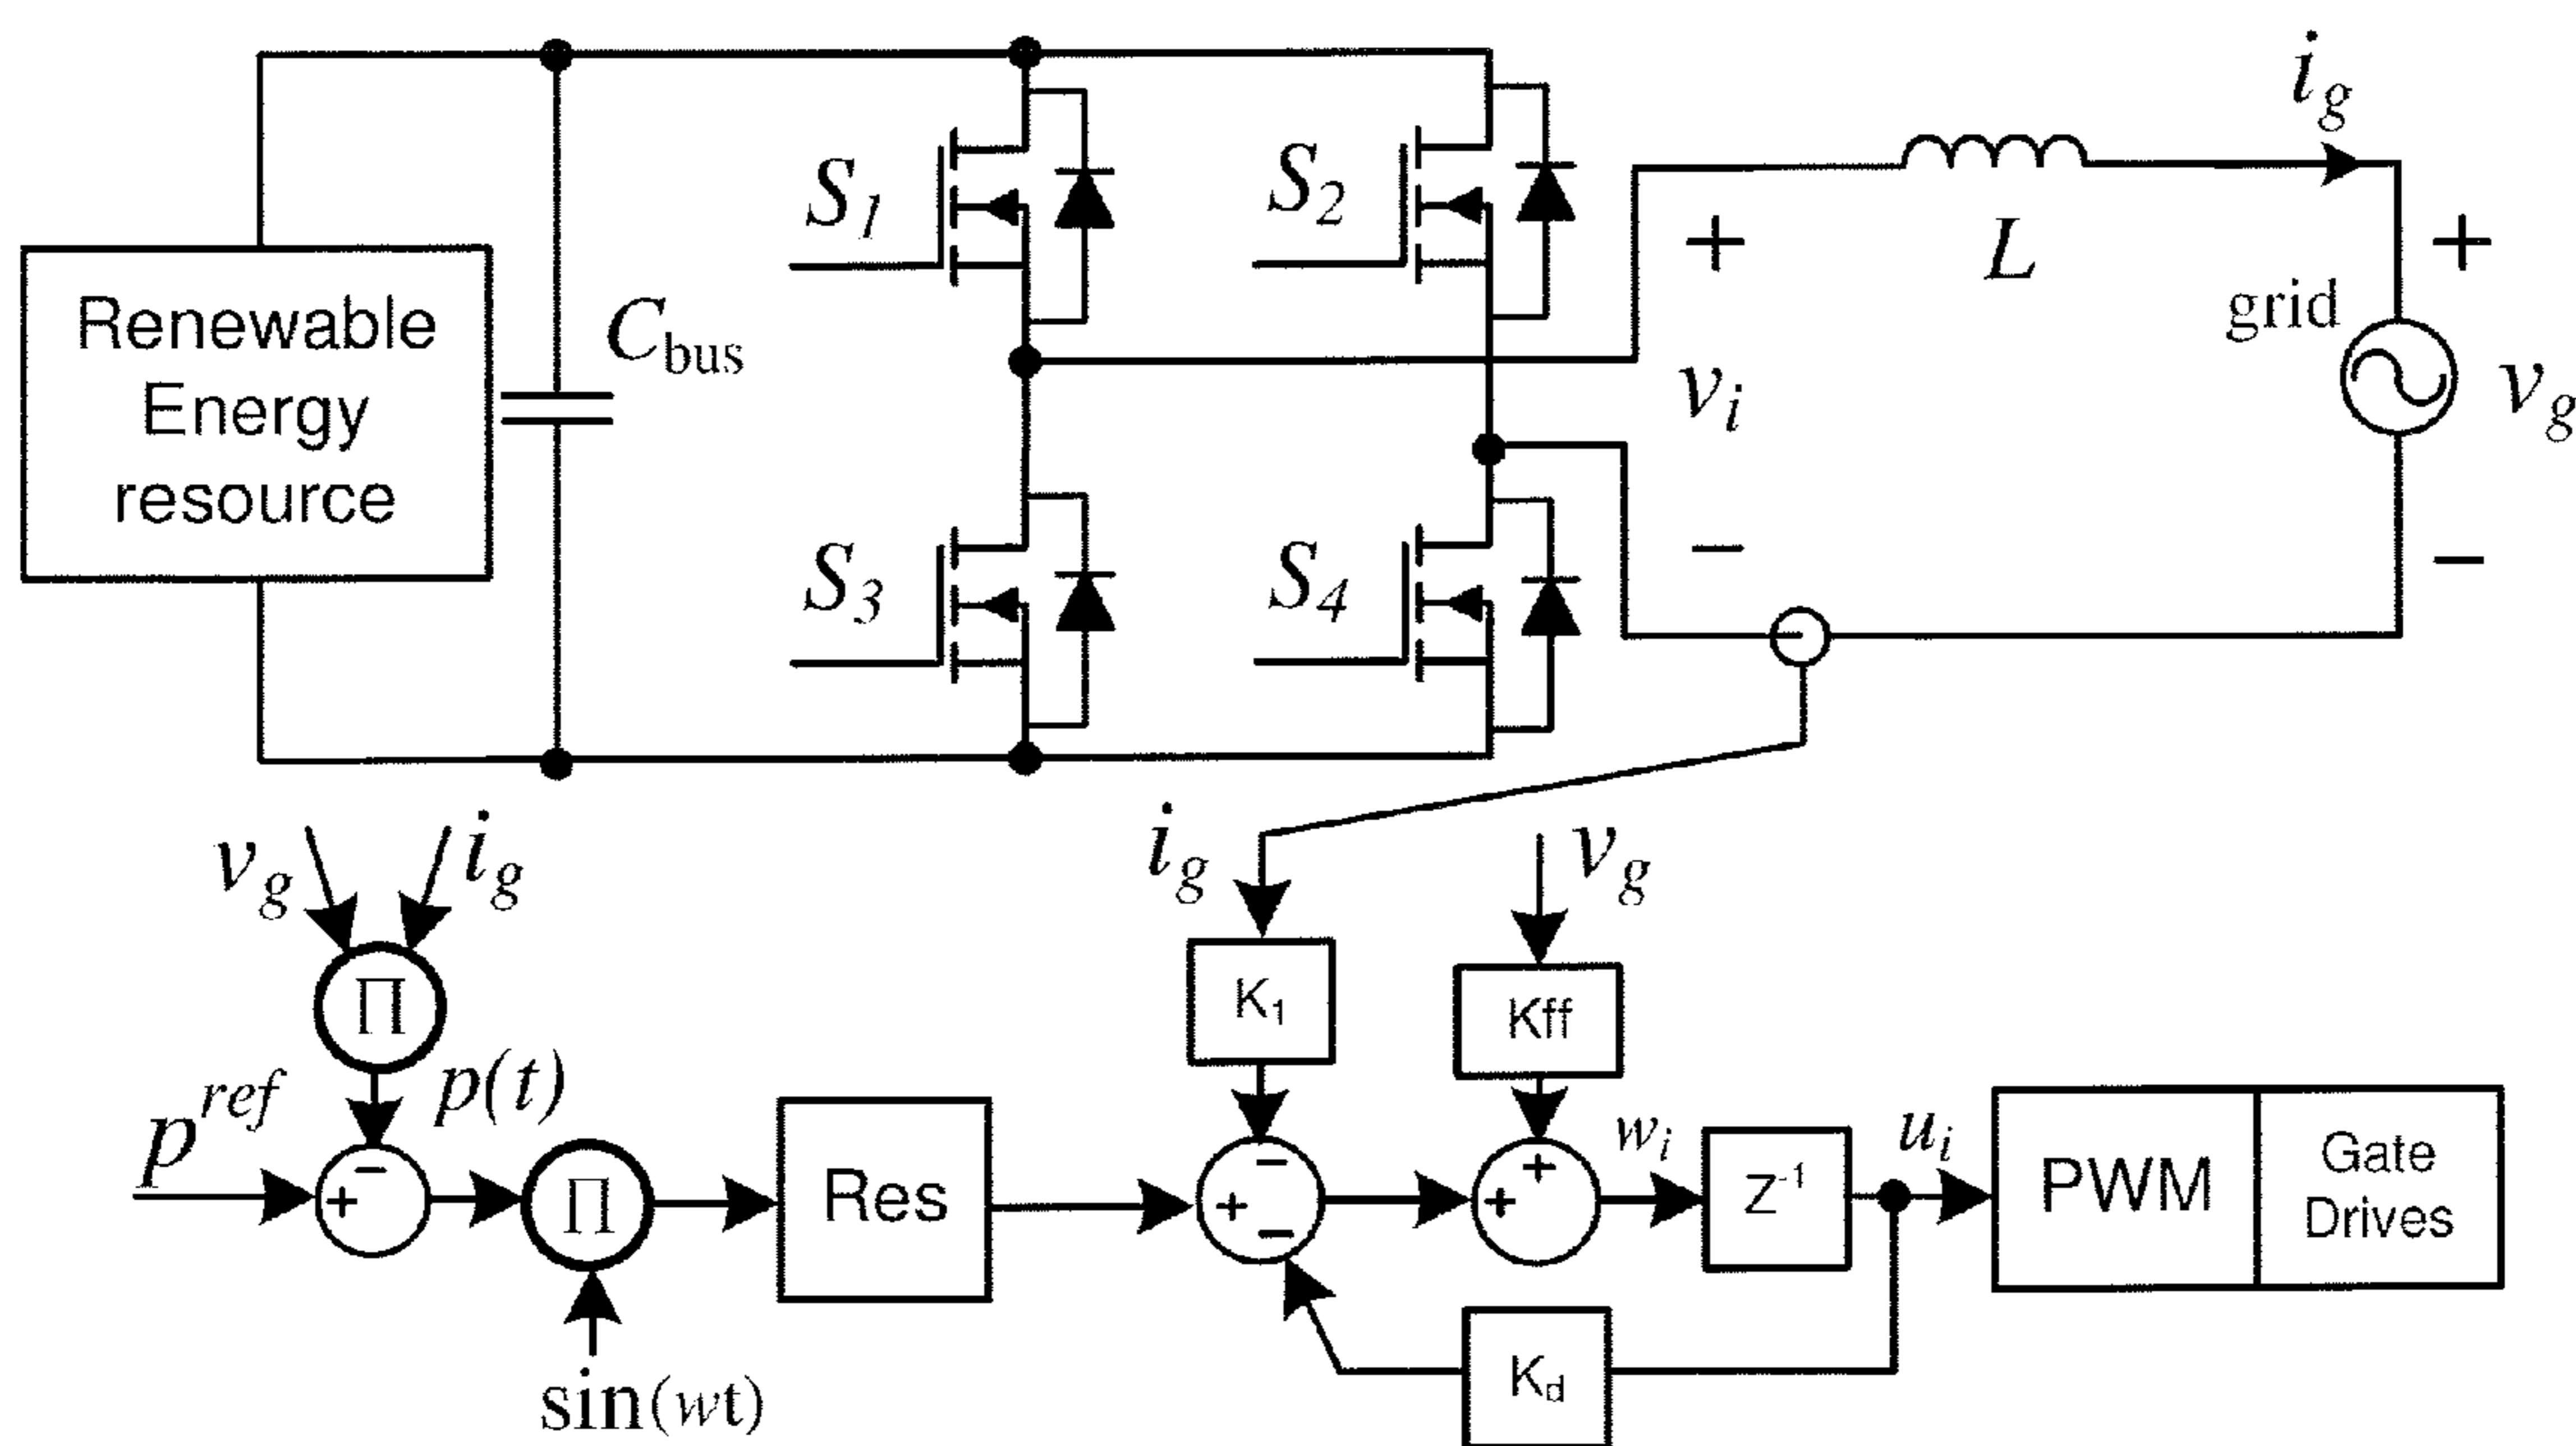 i_g
S_1
S_2
+
L
+
Renewable
Energy
resource
C_bus
grid
v_i
v_g
S_3
S_4
−
−
v_g
i_g
i_g
v_g
Π
K_1
Kff
p^ref
p(t)
−
+
Π
Res
−
+
−
+
+
w_i
Z^-1
u_i
PWM
Gate
Drives
sin(wt)
K_d